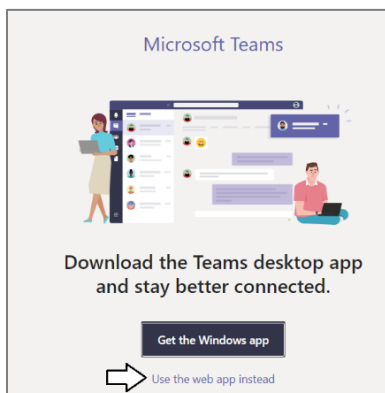 Microsoft Teams
Download the Teams desktop app
and stay better connected.
Get the Windows app
Use the web app instead